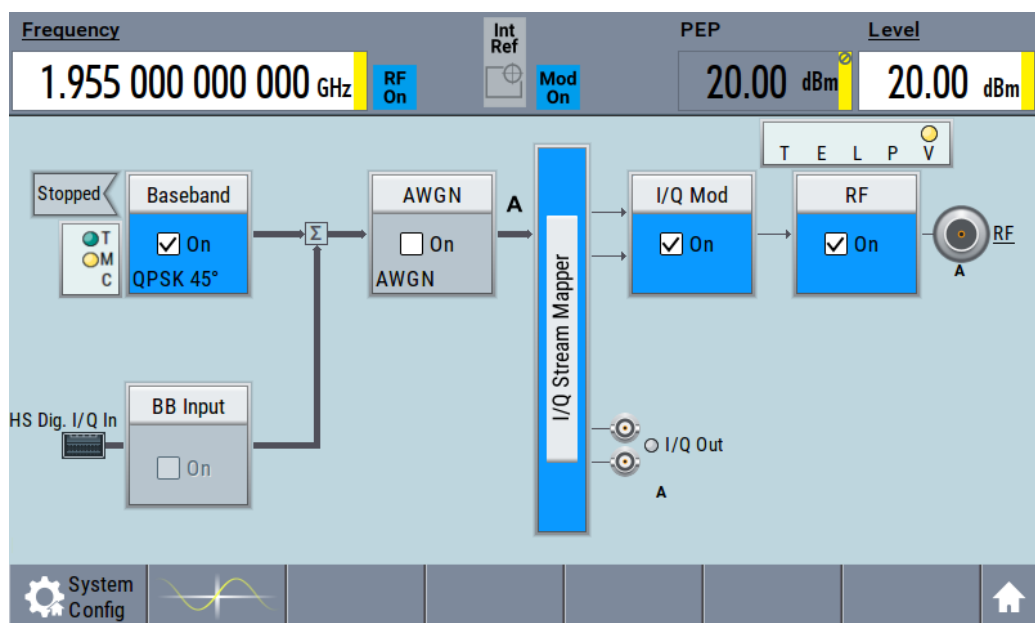 Frequency
Int
Ref
PEP
Level
1.955 000 000 000 GHz
RF
On
Mod
On
20.00 dBm
20.00 dBm
T E L P V
Stopped
Baseband
On
QPSK 45°
T
M
C
Σ
AWGN
On
AWGN
A
I/Q Stream Mapper
I/Q Mod
On
RF
On
RF
A
HS Dig. I/Q In
BB Input
On
I/Q Out
A
System
Config